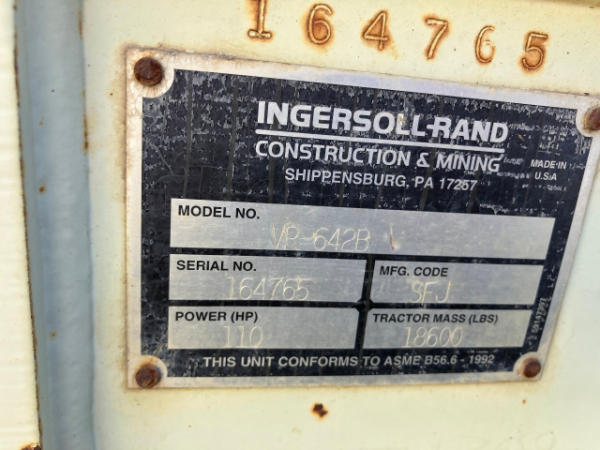 164765
INGERSOLL-RAND
CONSTRUCTION & MINING
SHIPPENSBURG, PA 17257
MADE IN
U.S.A
MODEL NO.
VR-642B
SERIAL NO.
164765
MFG. CODE
SFJ
POWER (HP)
110
TRACTOR MASS (LBS)
18600
THIS UNIT CONFORMS TO ASME B56.6 - 1992